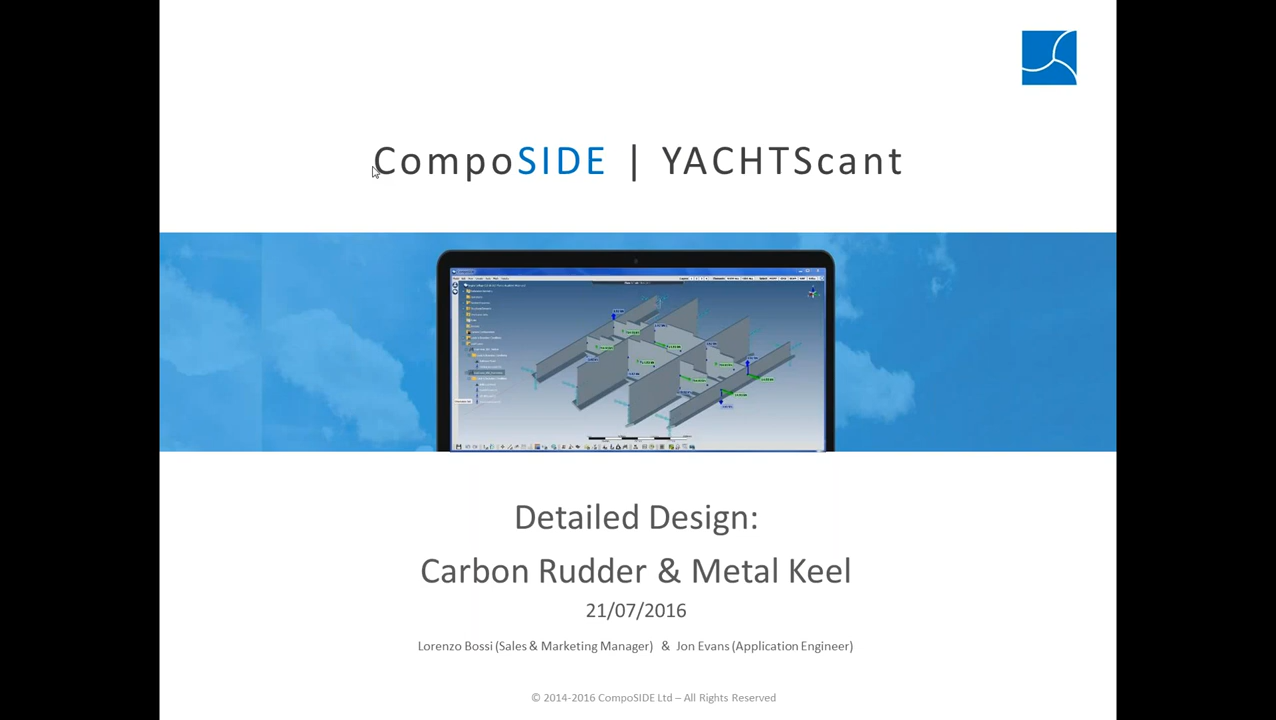 CompoSIDE | YACHTScant
Detailed Design:
Carbon Rudder & Metal Keel
21/07/2016
Lorenzo Bossi (Sales & Marketing Manager) & Jon Evans (Application Engineer)
© 2014-2016 CompoSIDE Ltd – All Rights Reserved